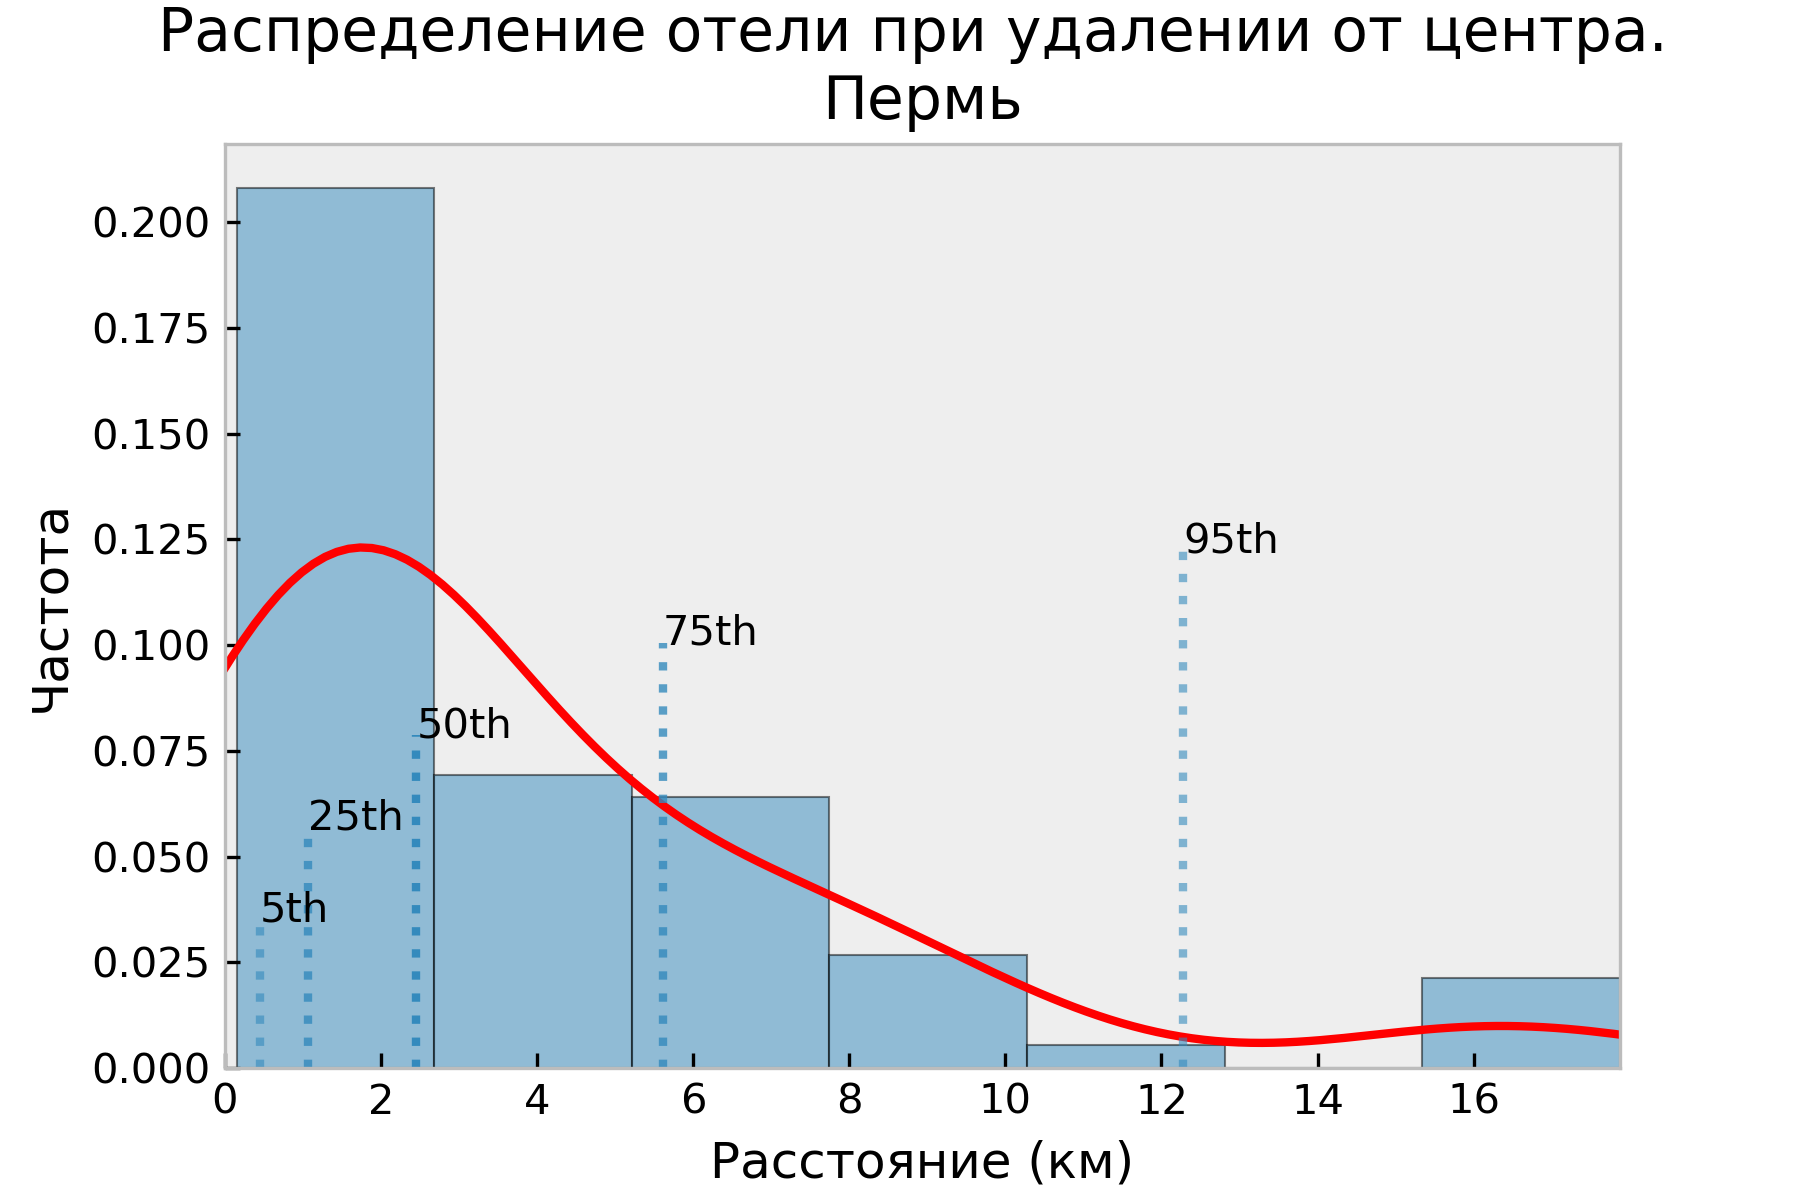 Распределение отели при удалении от центра.
Пермь
Частота
0.200
0.175
0.150
0.125
0.100
0.075
0.050
0.025
0.000
5th
25th
50th
75th
95th
0 2 4 6 8 10 12 14 16
Расстояние (км)